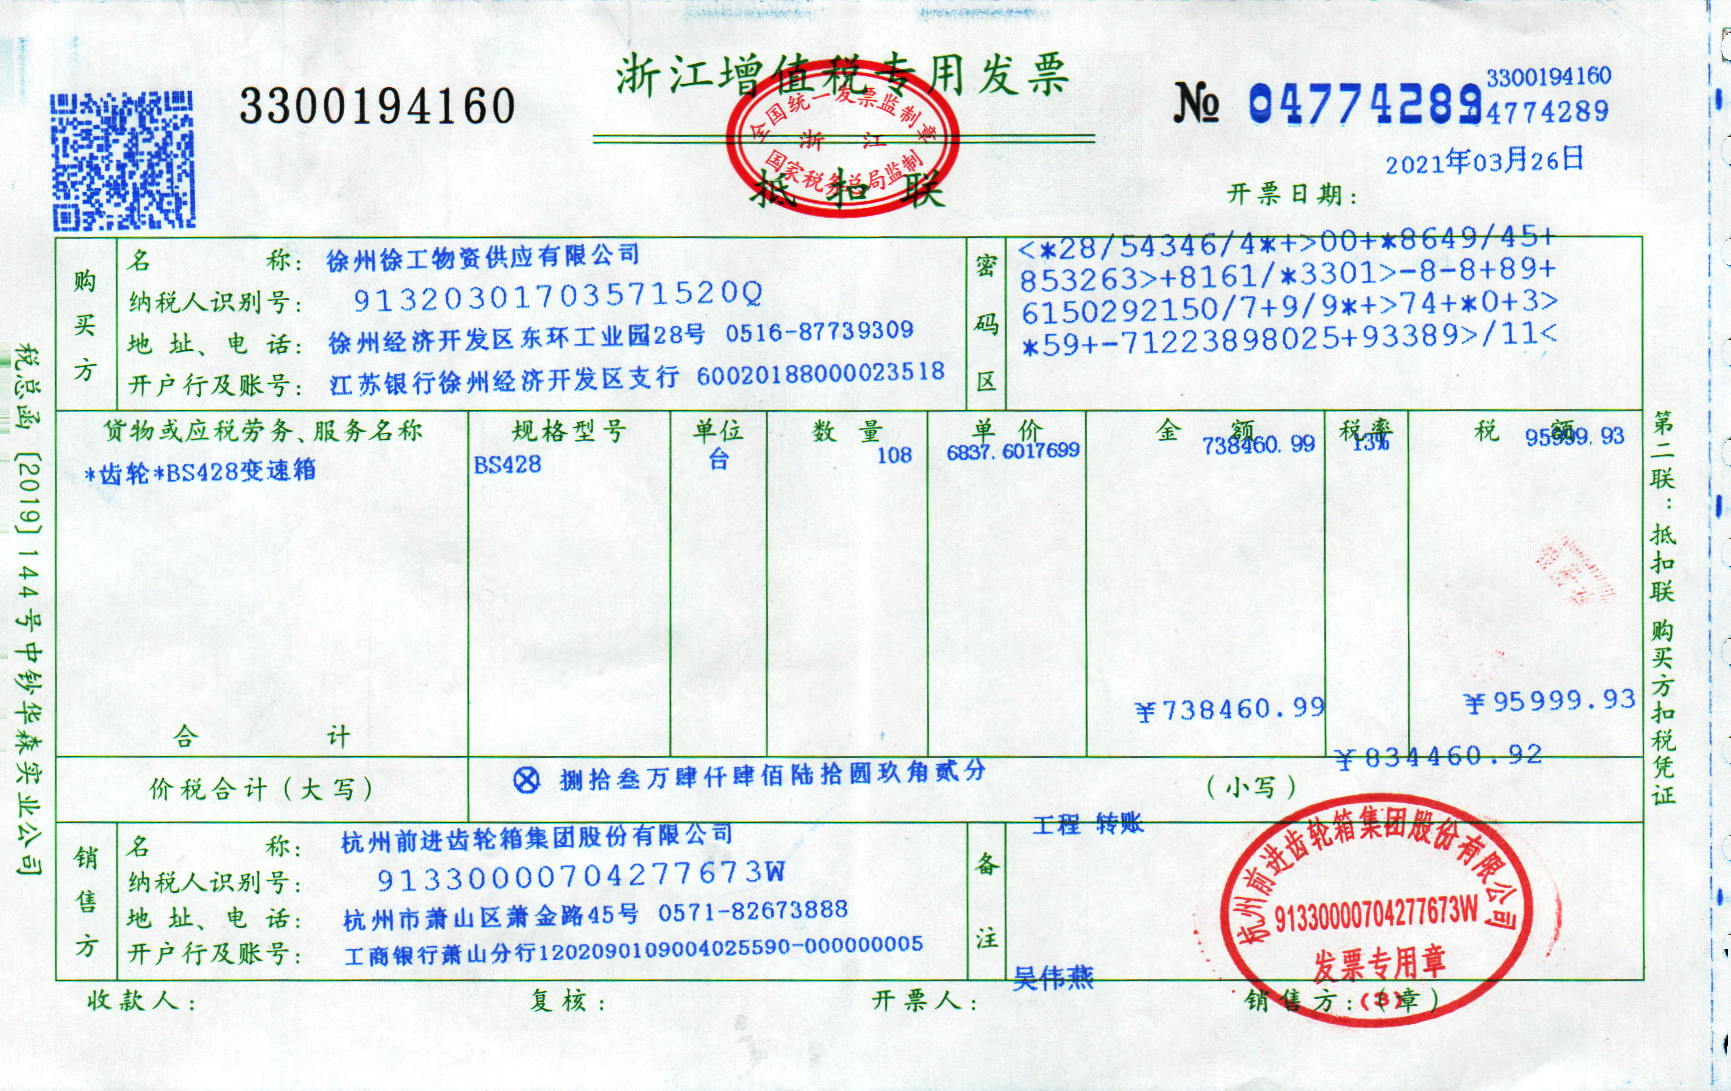 3300194160
浙江增值税专用发票
全国统一发票监制章
浙 江
国家税务总局监制
抵扣联
№ 04774289
3300194160
04774289
2021年03月26日
开票日期：
购买方
名 称： 徐州徐工物资供应有限公司
纳税人识别号： 91320301703571520Q
地 址、电 话： 徐州经济开发区东环工业园28号 0516-87739309
开户行及账号： 江苏银行徐州经济开发区支行 60020188000023518
密码区
<*28/54346/4*+>00+*8649/45+
853263>+8161/*3301>-8-8+89+
6150292150/7+9/9*+>74+*0+3>
*59+-71223898025+93389>/11<
货物或应税劳务、服务名称 规格型号 单位 数 量 单 价 金 额 税率 税 额
*齿轮*BS428变速箱 BS428 台 108 6837.6017699 738460.99 13% 95999.93
合 计 ¥738460.99 ¥95999.93
价税合计（大写） ⊗ 捌拾叁万肆仟肆佰陆拾圆玖角贰分 （小写） ¥834460.92
销售方
名 称： 杭州前进齿轮箱集团股份有限公司
纳税人识别号： 91330000704277673W
地 址、电 话： 杭州市萧山区萧金路45号 0571-82673888
开户行及账号： 工商银行萧山分行1202090109004025590-000000005
备注
工程 转账
杭州前进齿轮箱集团股份有限公司
91330000704277673W
发票专用章
(3)
收款人： 复核： 开票人： 吴伟燕 销售方：（章）
税总函〔2019〕144号中钞华森实业公司
第二联：抵扣联 购买方扣税凭证